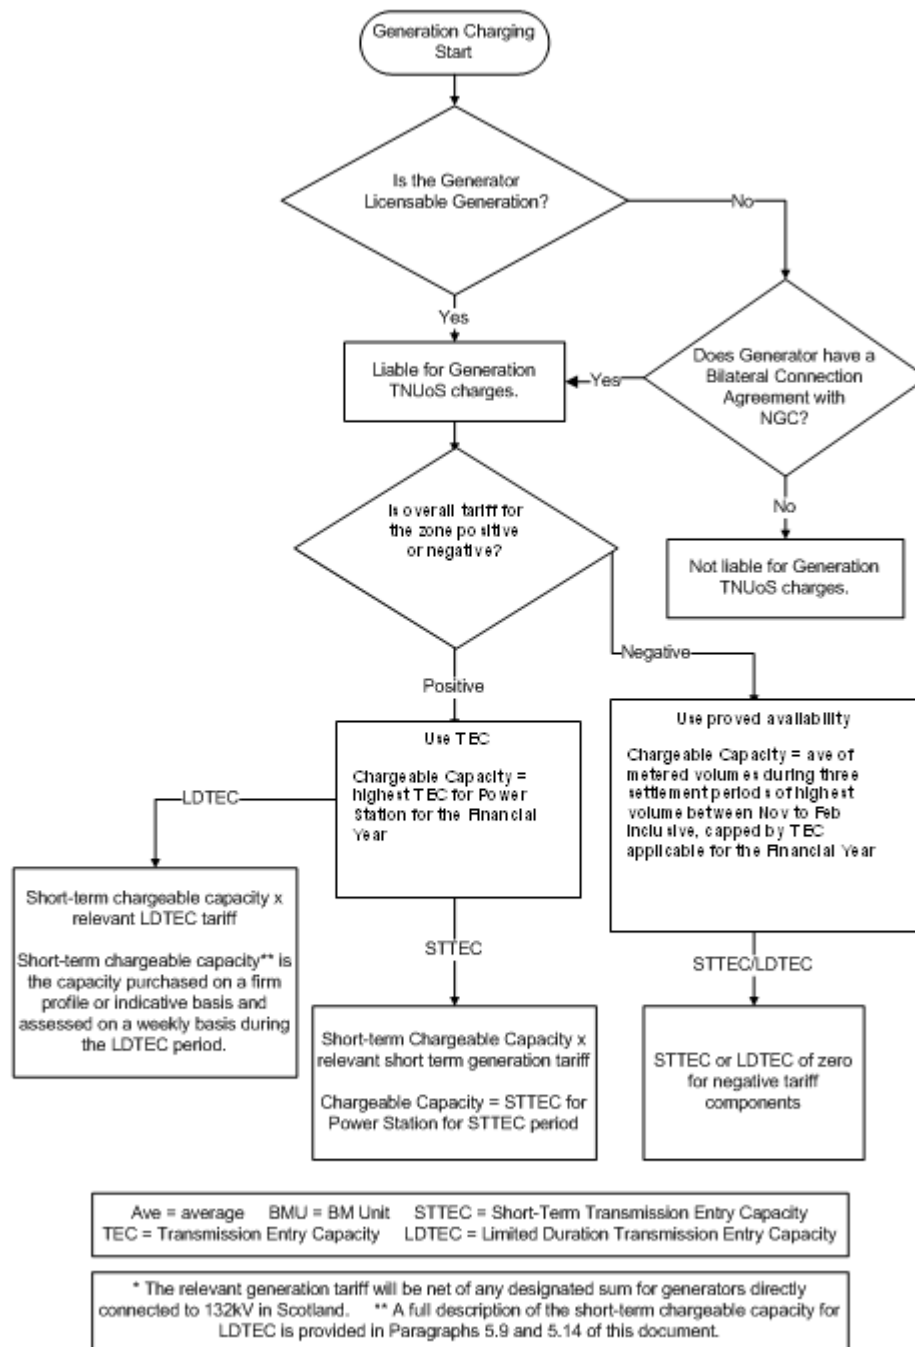 Generation Charging
Start
Is the Generator
Licensable Generation?
No
Yes
Does Generator have a
Bilateral Connection
Agreement with
NGC?
Yes
Liable for Generation
TNUoS charges.
No
Is overall tariff for
the zone positive
or negative?
Not liable for Generation
TNUoS charges.
Negative
Positive
Use TEC
Chargeable Capacity =
highest TEC for Power
Station for the Financial
Year
Use proved availability
Chargeable Capacity = ave of
metered volumes during three
settlement periods of highest
volume between Nov to Feb
inclusive, capped by TEC
applicable for the Financial Year
LDTEC
Short-term chargeable capacity x
relevant LDTEC tariff
Short-term chargeable capacity** is
the capacity purchased on a firm
profile or indicative basis and
assessed on a weekly basis during
the LDTEC period.
STTEC
STTEC/LDTEC
Short-term Chargeable Capacity x
relevant short term generation tariff
Chargeable Capacity = STTEC for
Power Station for STTEC period
STTEC or LDTEC of zero
for negative tariff
components
Ave = average BMU = BM Unit STTEC = Short-Term Transmission Entry Capacity
TEC = Transmission Entry Capacity LDTEC = Limited Duration Transmission Entry Capacity
* The relevant generation tariff will be net of any designated sum for generators directly
connected to 132kV in Scotland. ** A full description of the short-term chargeable capacity for
LDTEC is provided in Paragraphs 5.9 and 5.14 of this document.